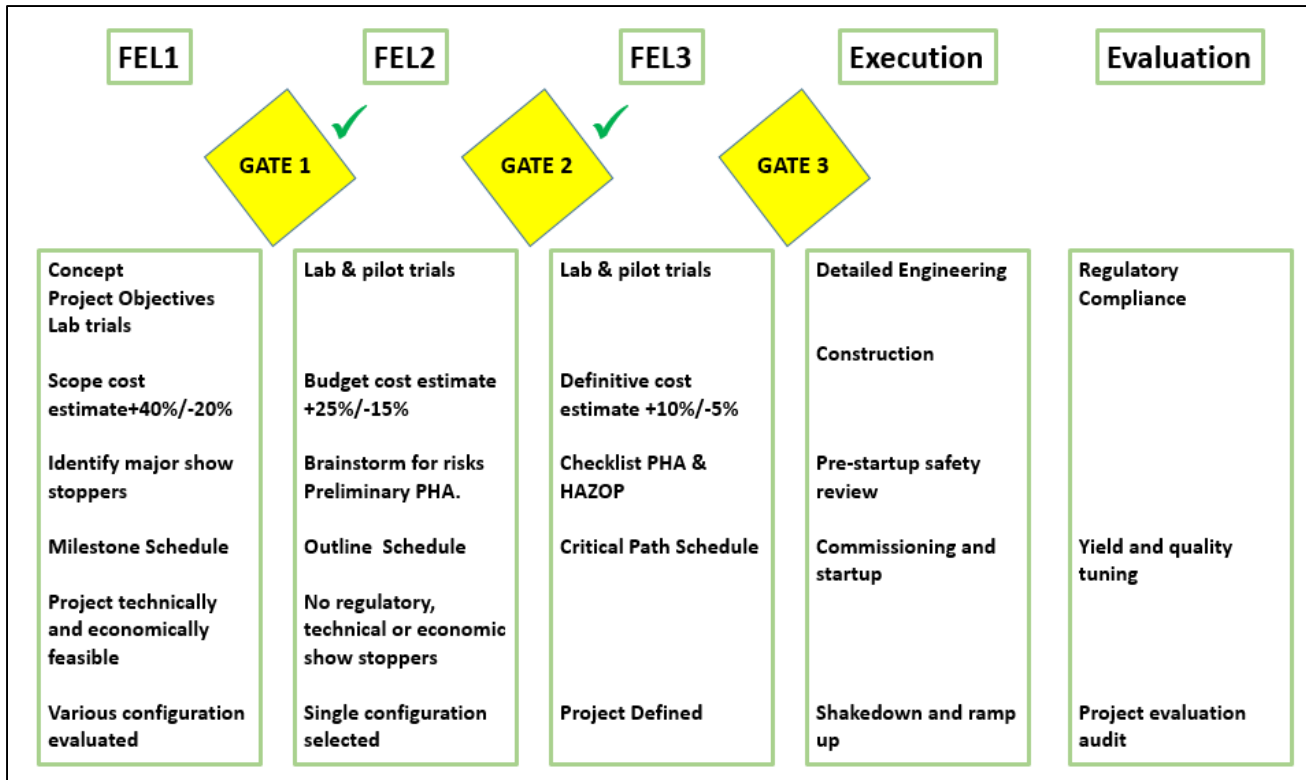 FEL1
FEL2
FEL3
Execution
Evaluation
GATE 1
GATE 2
GATE 3
Concept
Project Objectives
Lab trials
Scope cost
estimate+40%/-20%
Identify major show
stoppers
Milestone Schedule
Project technically
and economically
feasible
Various configuration
evaluated
Lab & pilot trials
Budget cost estimate
+25%/-15%
Brainstorm for risks
Preliminary PHA.
Outline  Schedule
No regulatory,
technical or economic
show stoppers
Single configuration
selected
Lab & pilot trials
Definitive cost
estimate +10%/-5%
Checklist PHA &
HAZOP
Critical Path Schedule
Project Defined
Detailed Engineering
Construction
Pre-startup safety
review
Commissioning and
startup
Shakedown and ramp
up
Regulatory
Compliance
Yield and quality
tuning
Project evaluation
audit